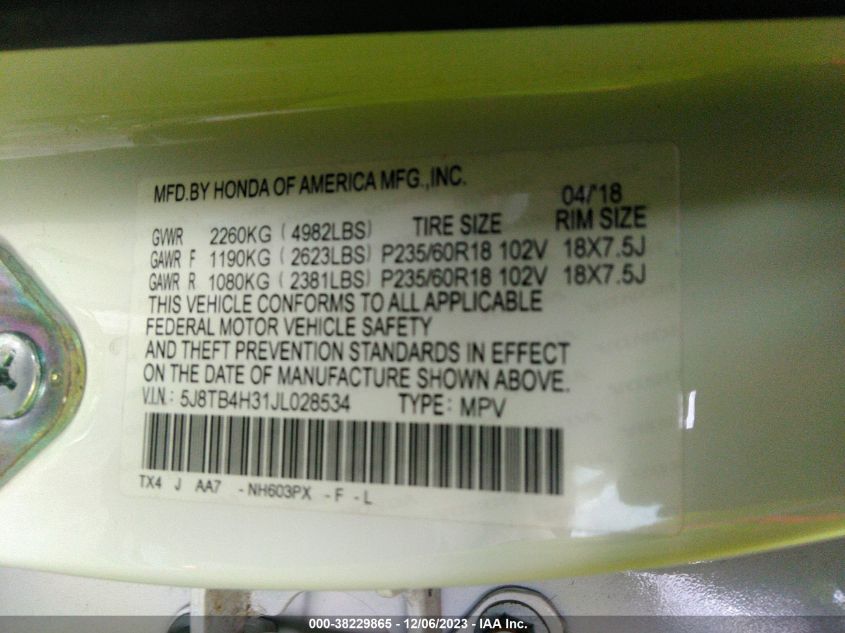 MFD.BY HONDA OF AMERICA MFG.,INC.
04/'18
GVWR 2260KG ( 4982LBS) TIRE SIZE RIM SIZE
GAWR F 1190KG ( 2623LBS) P235/60R18 102V 18X7.5J
GAWR R 1080KG ( 2381LBS) P235/60R18 102V 18X7.5J
THIS VEHICLE CONFORMS TO ALL APPLICABLE
FEDERAL MOTOR VEHICLE SAFETY
AND THEFT PREVENTION STANDARDS IN EFFECT
ON THE DATE OF MANUFACTURE SHOWN ABOVE.
V.I.N.: 5J8TB4H31JL028534 TYPE: MPV
TX4 J AA7 -NH603PX -F -L
000-38229865 - 12/06/2023 - IAA Inc.